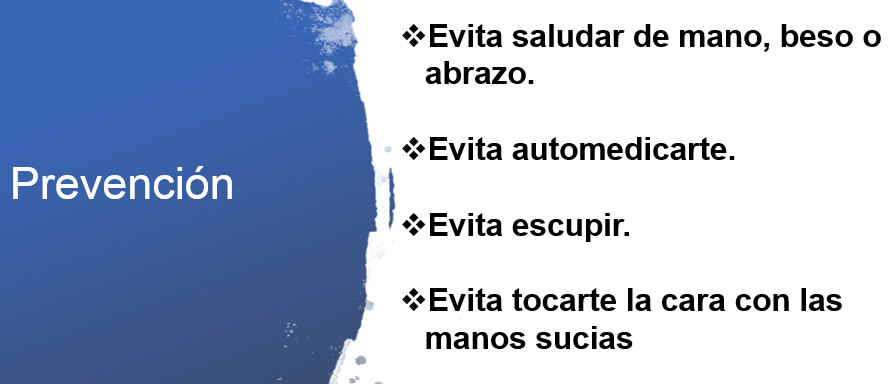 Prevención
❖Evita saludar de mano, beso o
abrazo.
❖Evita automedicarte.
❖Evita escupir.
❖Evita tocarte la cara con las
manos sucias